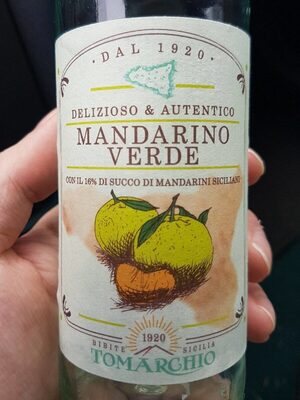 DAL 1920
DELIZIOSO & AUTENTICO
MANDARINO
VERDE
CON IL 16% DI SUCCO DI MANDARINI SICILIANI
BIBITE 1920 SICILIA
TOMARCHIO